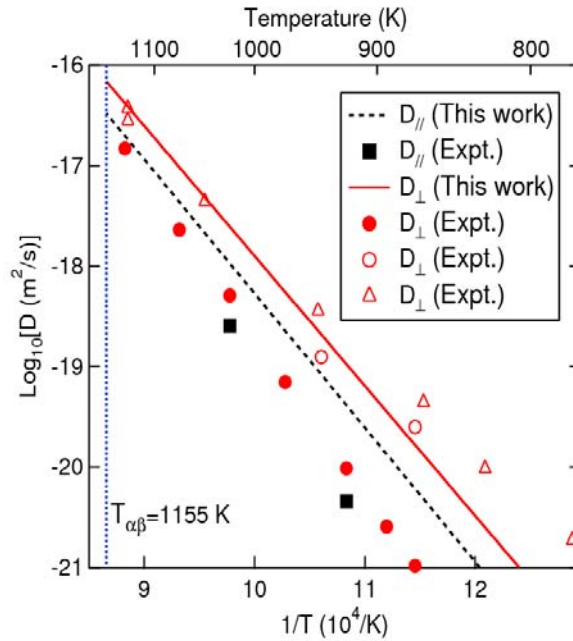 Temperature (K)
1100 1000 900 800
-16
-17
-18
-19
-20
-21
Log₁₀[D (m²/s)]
D// (This work)
D// (Expt.)
D⊥ (This work)
D⊥ (Expt.)
D⊥ (Expt.)
D⊥ (Expt.)
Tαβ=1155 K
9 10 11 12
1/T (10⁴/K)